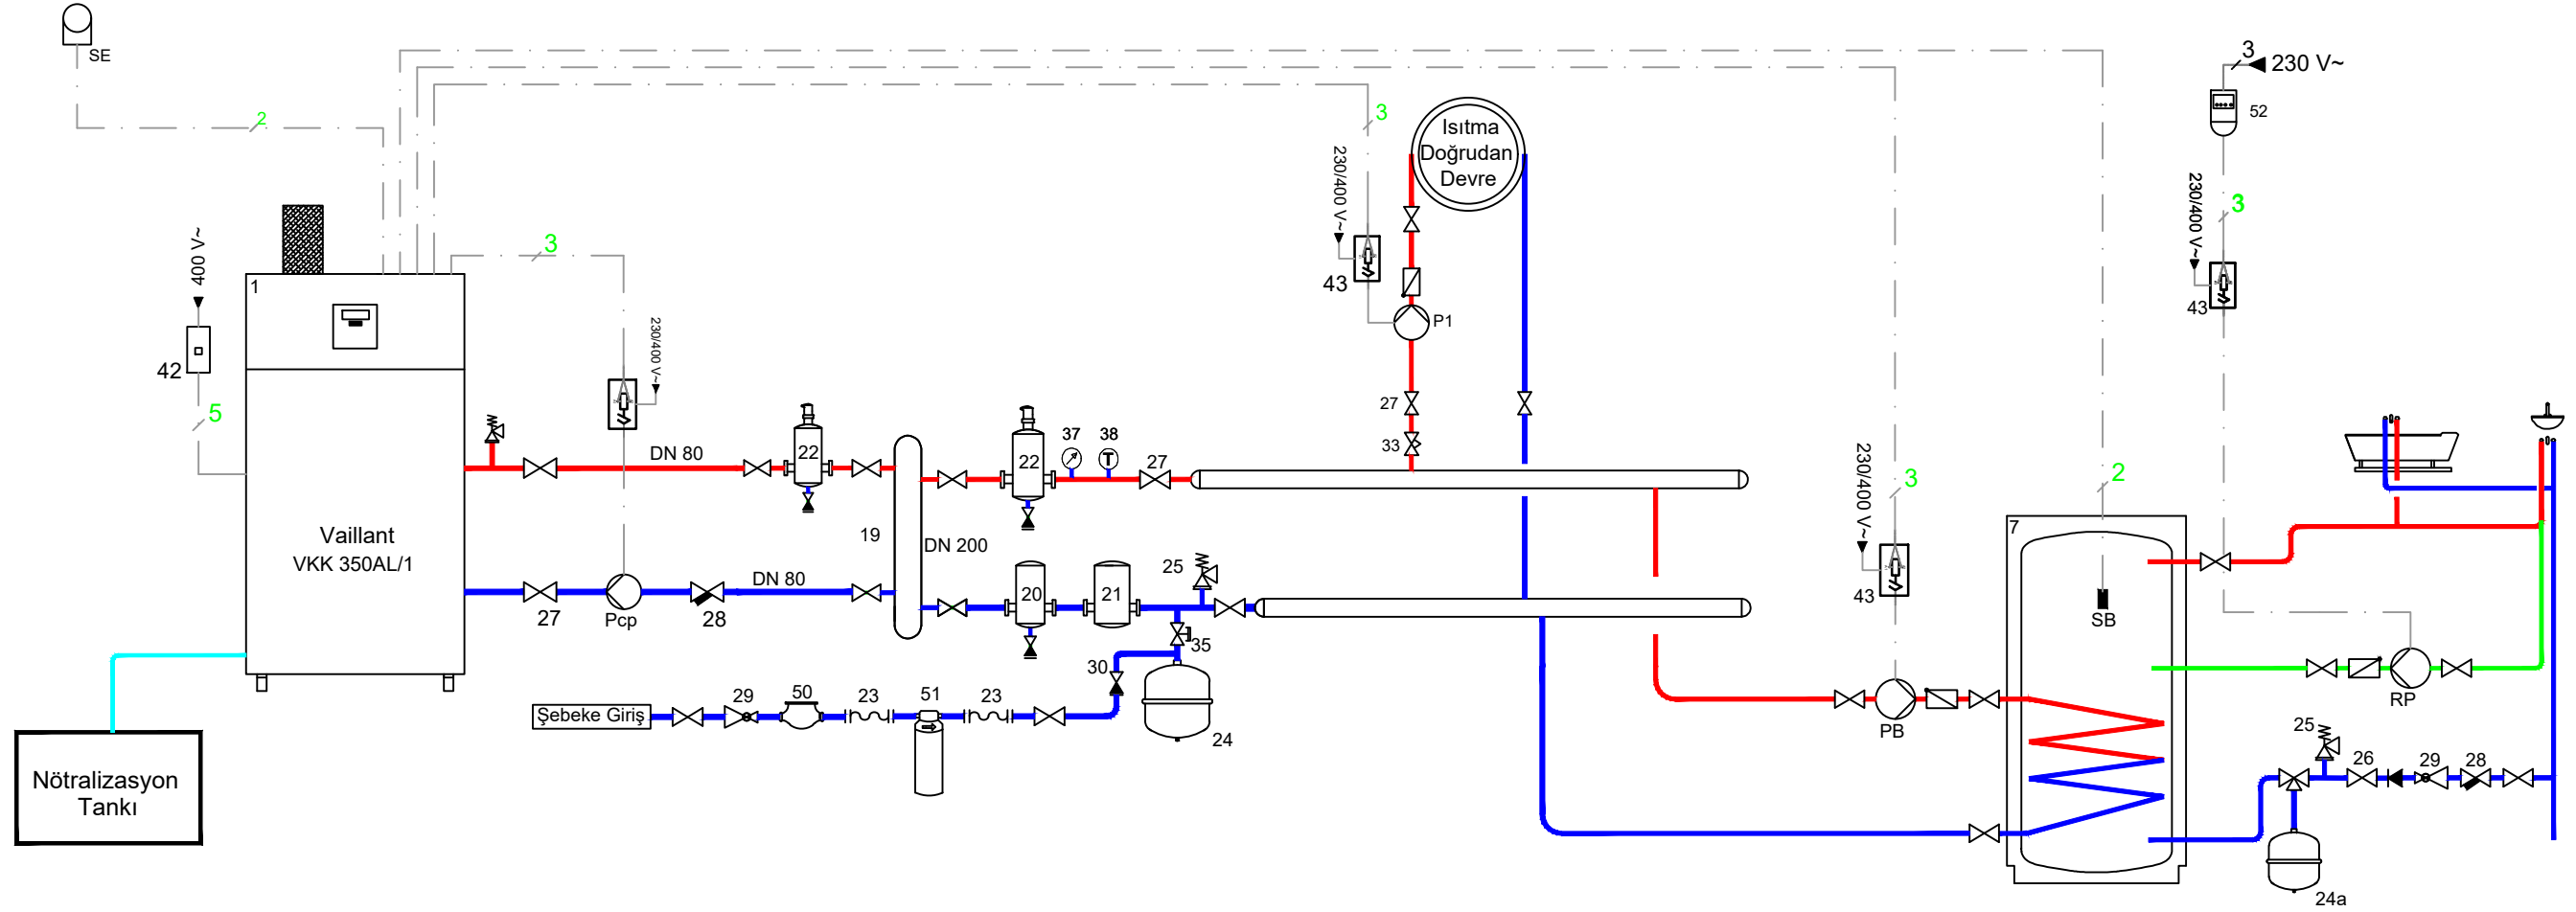 SE
2
3
230 V~
52
3
Isıtma
Doğrudan
Devre
230/400 V~
43
P1
230/400 V~
3
43
400 V~
42
5
1
3
230/400 V~
Vaillant
VKK 350AL/1
DN 80
22
22
37
38
27
27
33
19
DN 200
27
Pcp
28
DN 80
20
21
25
35
30
24
Şebeke Giriş
29
50
23
51
23
Nötralizasyon
Tankı
230/400 V~
3
43
PB
7
2
SB
RP
25
26
29
28
24a